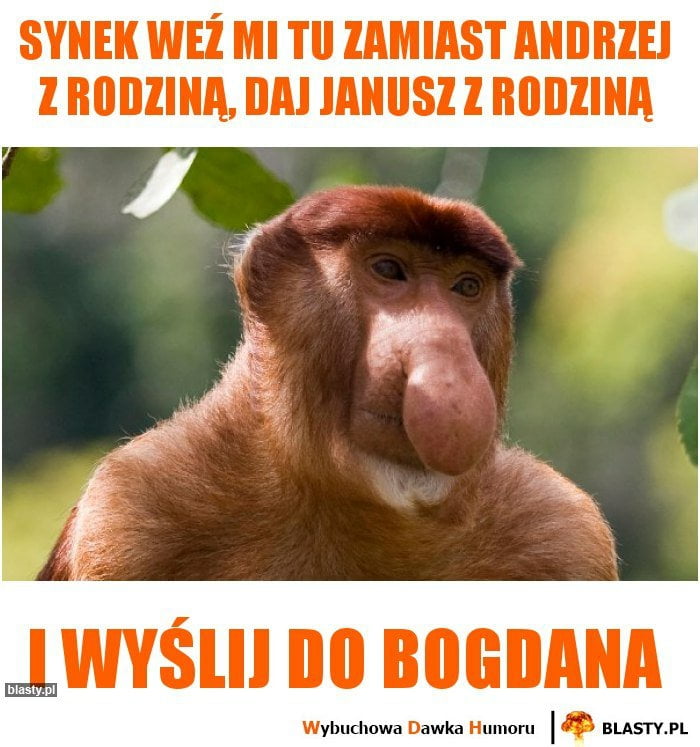 SYNEK WEŹ MI TU ZAMIAST ANDRZEJ
Z RODZINĄ, DAJ JANUSZ Z RODZINĄ
I WYŚLIJ DO BOGDANA
blasty.pl
Wybuchowa Dawka Humoru
BLASTY.PL